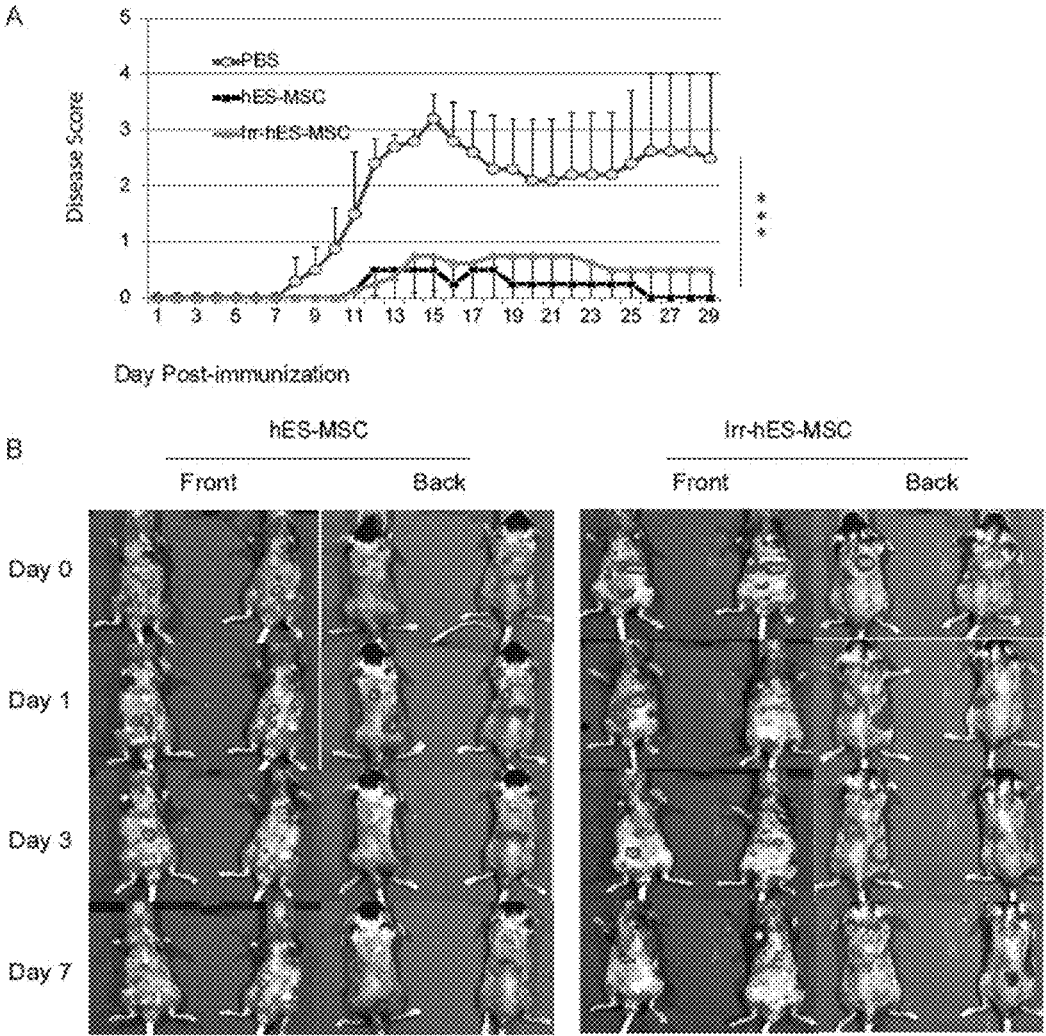 A
5
4
3
2
1
0
Disease Score
PBS
hES-MSC
Irr-hES-MSC
***
1 3 5 7 9 11 13 15 17 19 21 23 25 27 29
Day Post-immunization
B
hES-MSC Irr-hES-MSC
Front Back Front Back
Day 0
Day 1
Day 3
Day 7